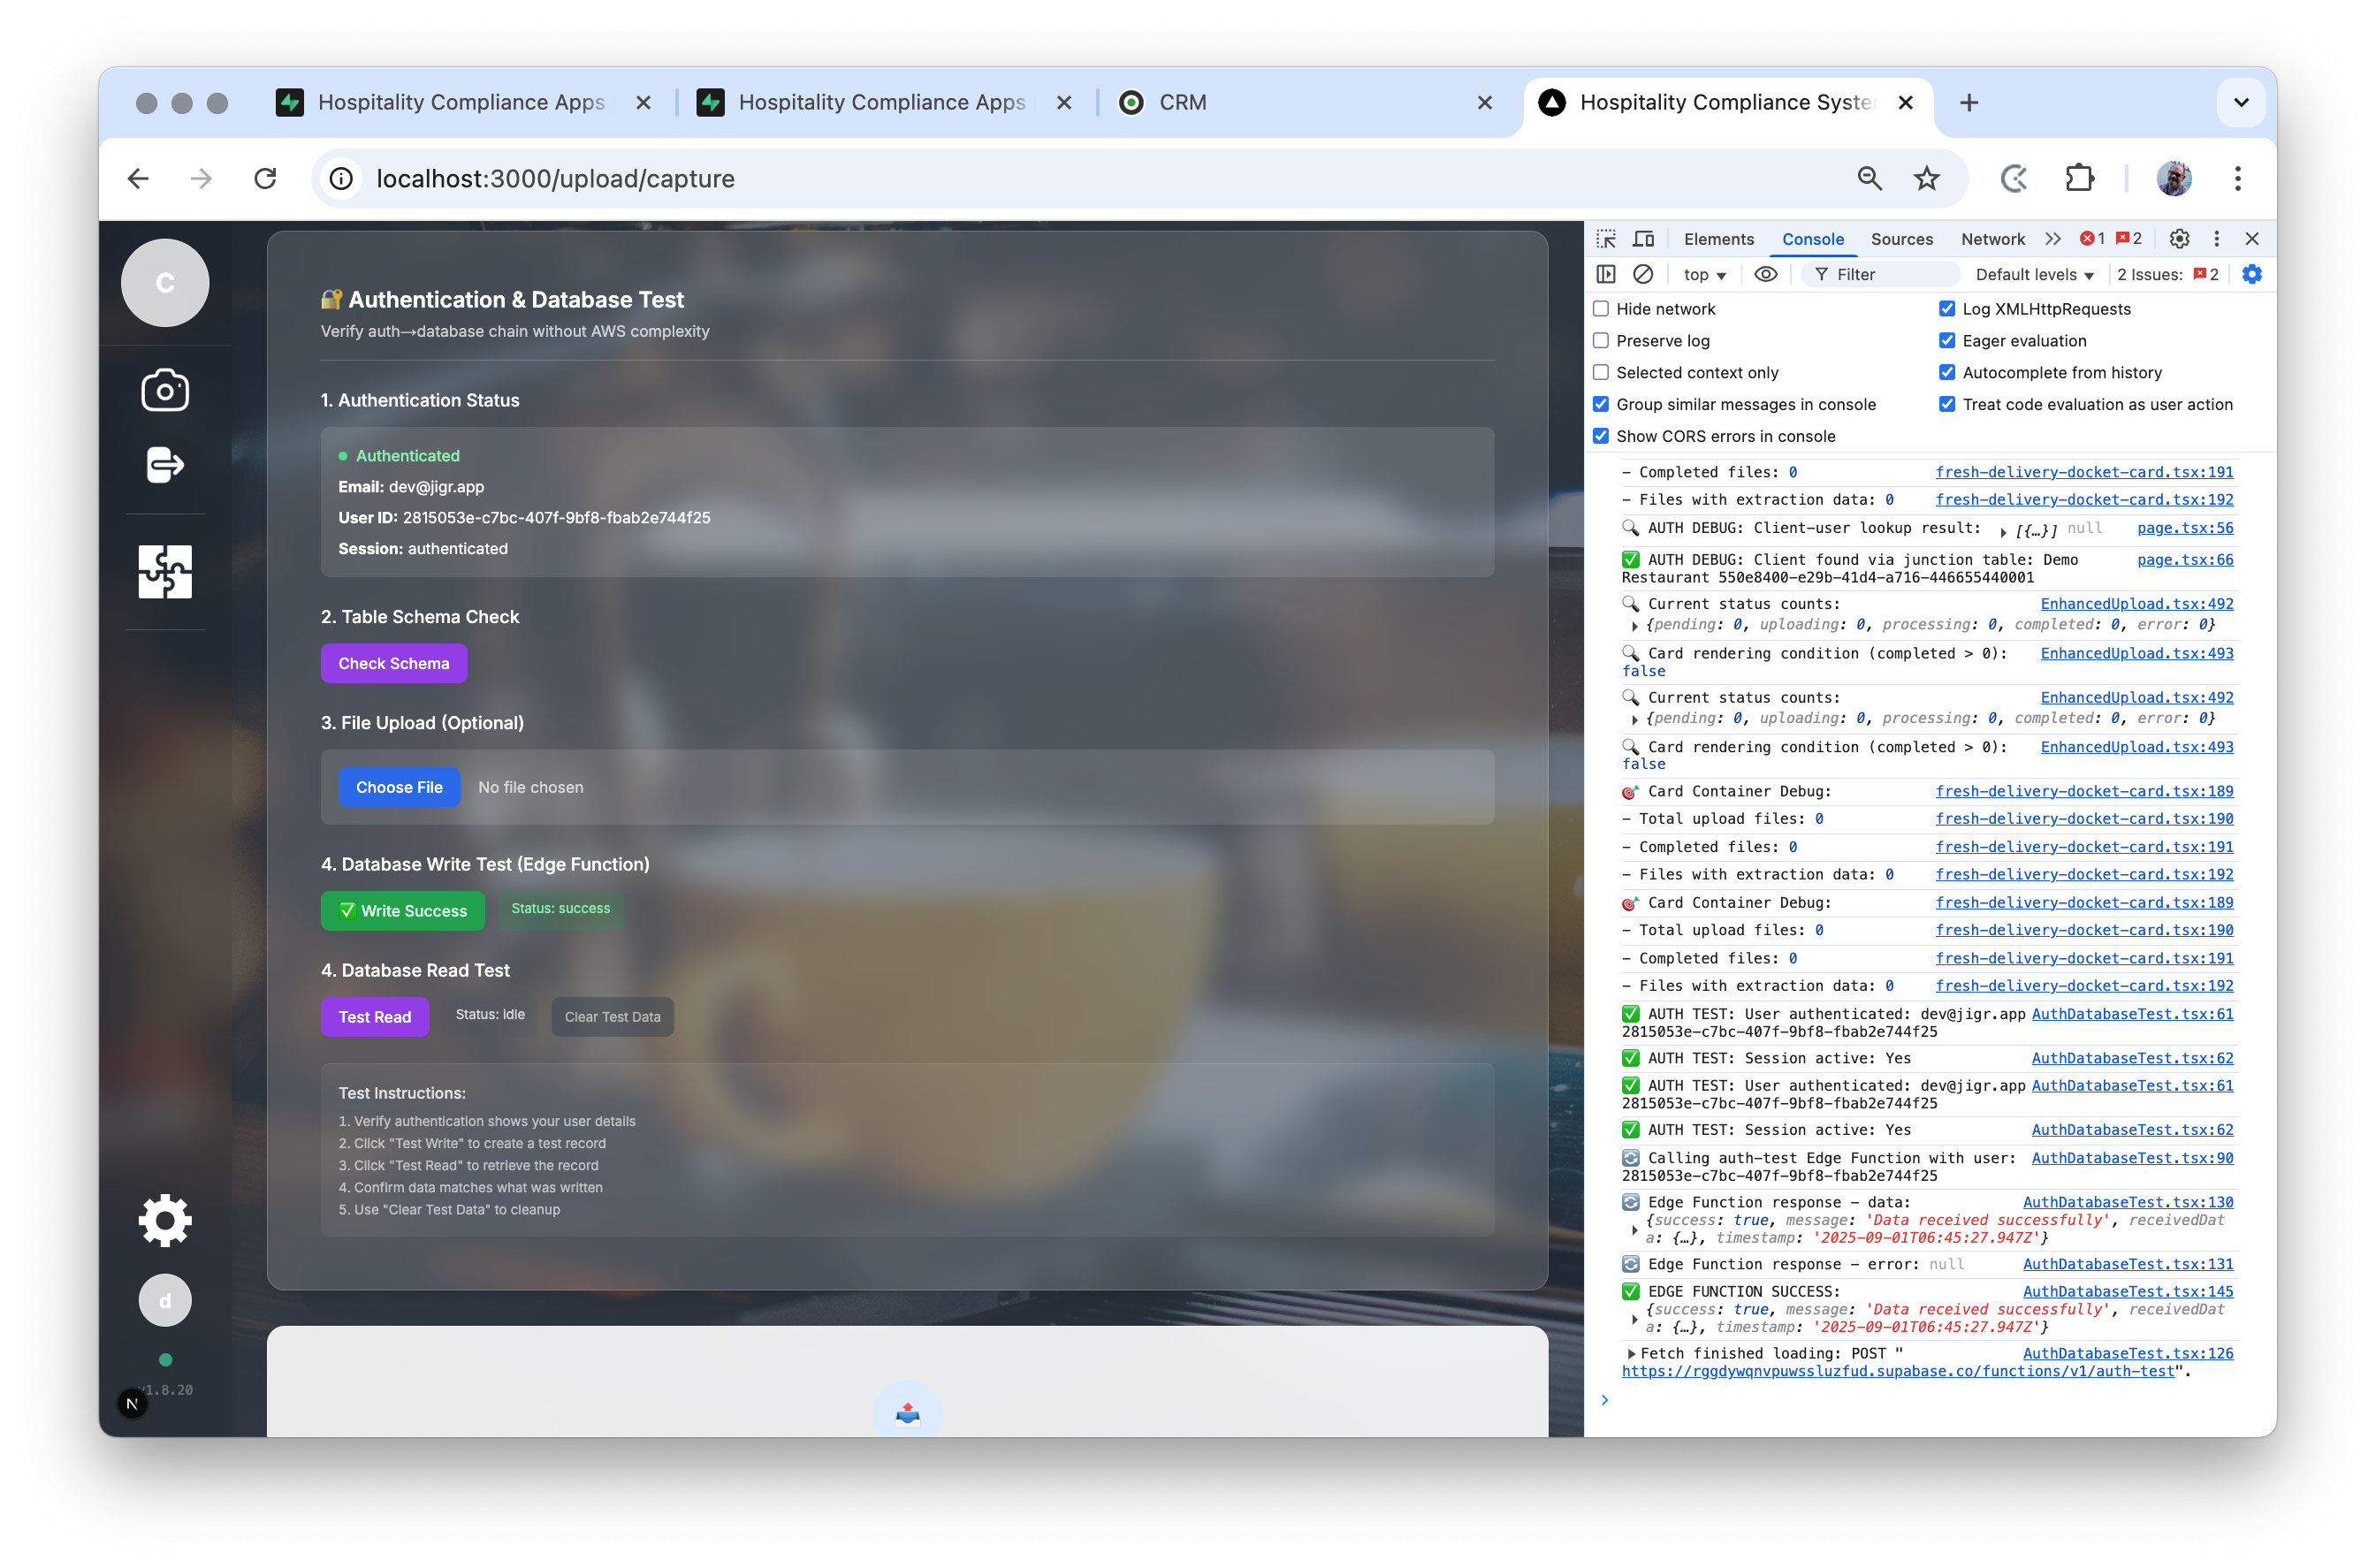 Hospitality Compliance Apps
Hospitality Compliance Apps
CRM
Hospitality Compliance Syste
localhost:3000/upload/capture
C
d
v1.8.20
N
🔐 Authentication & Database Test
Verify auth→database chain without AWS complexity
1. Authentication Status
Authenticated
Email: dev@jigr.app
User ID: 2815053e-c7bc-407f-9bf8-fbab2e744f25
Session: authenticated
2. Table Schema Check
Check Schema
3. File Upload (Optional)
Choose File No file chosen
4. Database Write Test (Edge Function)
✅ Write Success Status: success
4. Database Read Test
Test Read Status: idle Clear Test Data
Test Instructions:
1. Verify authentication shows your user details
2. Click "Test Write" to create a test record
3. Click "Test Read" to retrieve the record
4. Confirm data matches what was written
5. Use "Clear Test Data" to cleanup
Elements Console Sources Network 1 2
top Filter Default levels 2 Issues: 2
Hide network Log XMLHttpRequests
Preserve log Eager evaluation
Selected context only Autocomplete from history
Group similar messages in console Treat code evaluation as user action
Show CORS errors in console
– Completed files: 0 fresh-delivery-docket-card.tsx:191
– Files with extraction data: 0 fresh-delivery-docket-card.tsx:192
🔍 AUTH DEBUG: Client-user lookup result: ▶ [{…}] null page.tsx:56
✅ AUTH DEBUG: Client found via junction table: Demo page.tsx:66
Restaurant 550e8400-e29b-41d4-a716-446655440001
🔍 Current status counts: EnhancedUpload.tsx:492
▶ {pending: 0, uploading: 0, processing: 0, completed: 0, error: 0}
🔍 Card rendering condition (completed > 0): EnhancedUpload.tsx:493
false
🔍 Current status counts: EnhancedUpload.tsx:492
▶ {pending: 0, uploading: 0, processing: 0, completed: 0, error: 0}
🔍 Card rendering condition (completed > 0): EnhancedUpload.tsx:493
false
🎯 Card Container Debug: fresh-delivery-docket-card.tsx:189
– Total upload files: 0 fresh-delivery-docket-card.tsx:190
– Completed files: 0 fresh-delivery-docket-card.tsx:191
– Files with extraction data: 0 fresh-delivery-docket-card.tsx:192
🎯 Card Container Debug: fresh-delivery-docket-card.tsx:189
– Total upload files: 0 fresh-delivery-docket-card.tsx:190
– Completed files: 0 fresh-delivery-docket-card.tsx:191
– Files with extraction data: 0 fresh-delivery-docket-card.tsx:192
✅ AUTH TEST: User authenticated: dev@jigr.app AuthDatabaseTest.tsx:61
2815053e-c7bc-407f-9bf8-fbab2e744f25
✅ AUTH TEST: Session active: Yes AuthDatabaseTest.tsx:62
✅ AUTH TEST: User authenticated: dev@jigr.app AuthDatabaseTest.tsx:61
2815053e-c7bc-407f-9bf8-fbab2e744f25
✅ AUTH TEST: Session active: Yes AuthDatabaseTest.tsx:62
🔄 Calling auth-test Edge Function with user: AuthDatabaseTest.tsx:90
2815053e-c7bc-407f-9bf8-fbab2e744f25
🔄 Edge Function response – data: AuthDatabaseTest.tsx:130
{success: true, message: 'Data received successfully', receivedDat
▶ a: {…}, timestamp: '2025-09-01T06:45:27.947Z'}
🔄 Edge Function response – error: null AuthDatabaseTest.tsx:131
✅ EDGE FUNCTION SUCCESS: AuthDatabaseTest.tsx:145
{success: true, message: 'Data received successfully', receivedDat
▶ a: {…}, timestamp: '2025-09-01T06:45:27.947Z'}
▶ Fetch finished loading: POST " AuthDatabaseTest.tsx:126
https://rggdywqnvpuwssluzfud.supabase.co/functions/v1/auth-test".